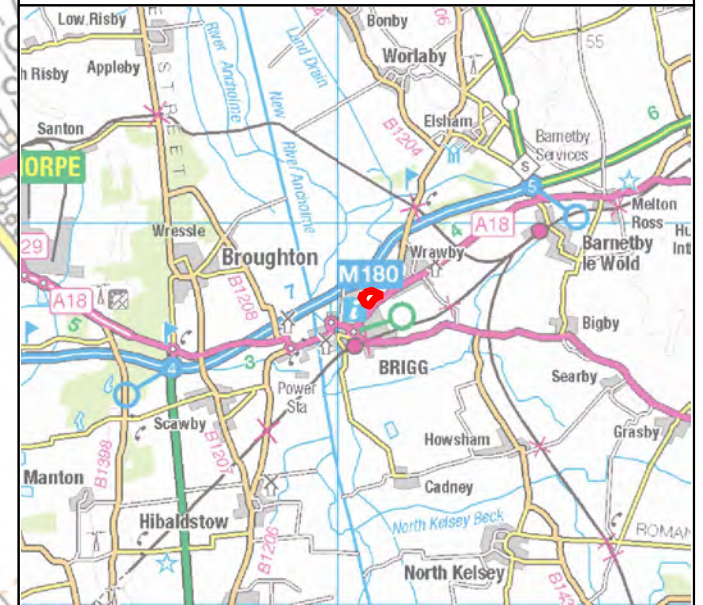 Low Risby
Bonby
Worlaby
55
h Risby
Appleby
STREET
River Ancholme
Land Drain
New River Ancholme
B1204
Elsham
6
Santon
Barnetby Services
S
M
ORPE
5
Melton Ross
Hu
Int
29
Wressle
4
A18
Broughton
Wrawby
Barnetby le Wold
M180
A18
B1208
7
i
5
Bigby
BRIGG
4
3
Power Sta
Searby
Scawby
Howsham
Grasby
B1398
B1207
Manton
Cadney
Hibaldstow
North Kelsey Beck
ROMAN
B1206
North Kelsey